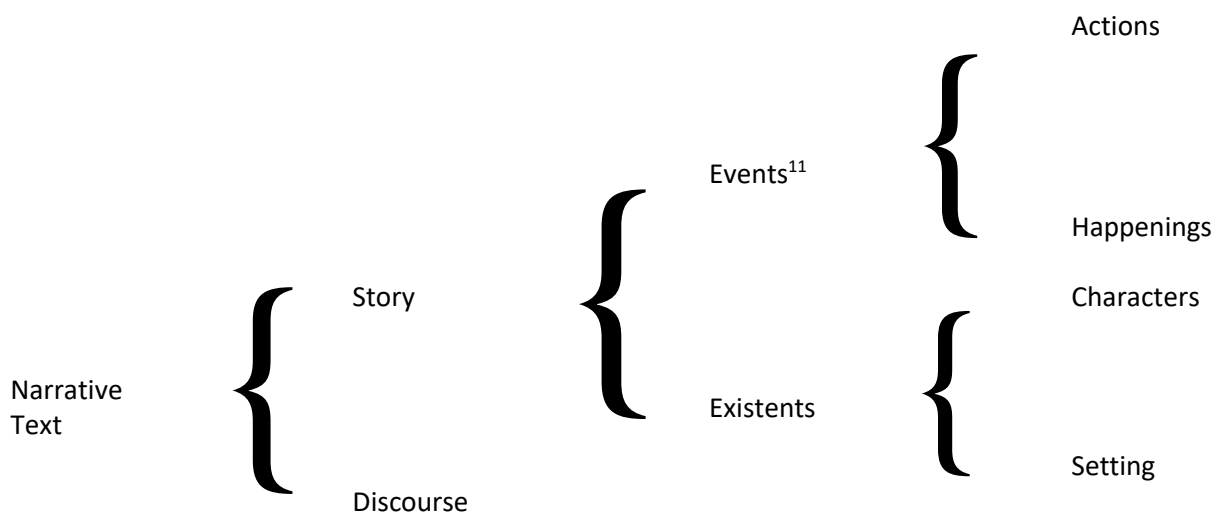 Actions
Events¹¹
Happenings
Story
Characters
Narrative
Text
Existents
Setting
Discourse